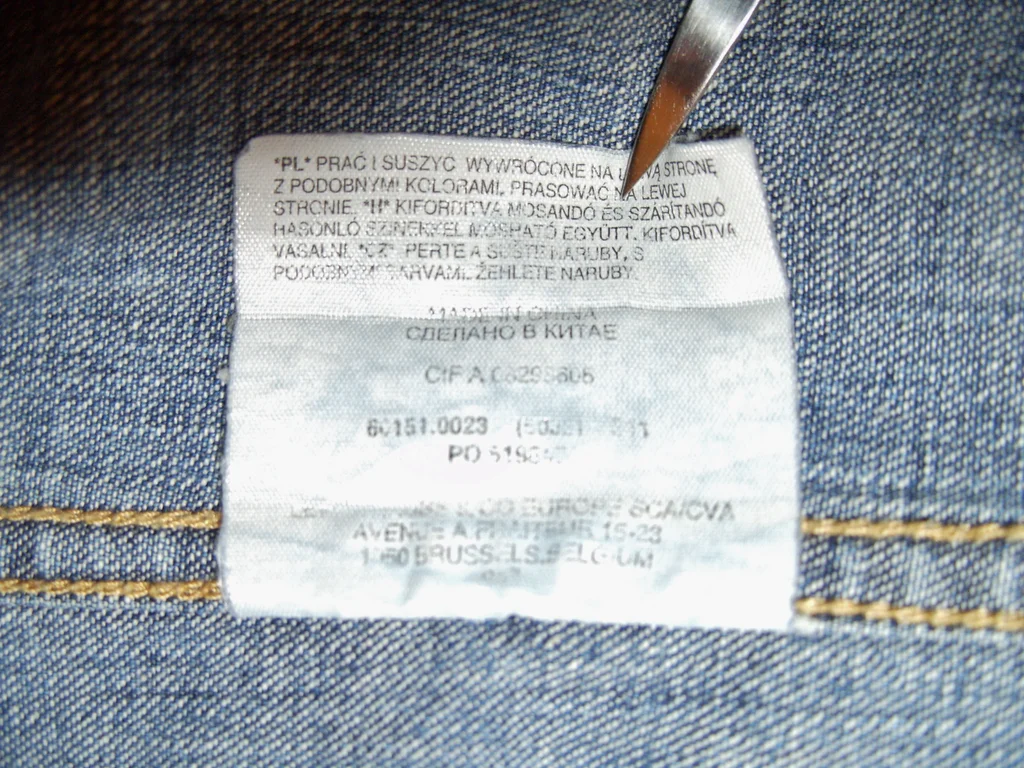 *PL* PRAĆ I SUSZYĆ WYWRÓCONE NA STRONĘ
Z PODOBNYMI KOLORAMI, PRASOWAĆ NA LEWEJ
STRONIE. *H* KIFORDÍTVA MOSANDÓ ÉS SZÁRÍTANDÓ
HASONLÓ SZÍNEKKEL MOSHATÓ EGYÜTT. KIFORDÍTVA
VASALNI. *CZ* PERTE A SUŠTE NARUBY, S
PODOBNÝMI BARVAMI. ŽEHLETE NARUBY.
MADE IN CHINA
СДЕЛАНО В КИТАЕ
CIF A
60151.0023
PO
EUROPE SCA/CVA
AVENUE A 15-23
BRUSSELS.BELGIUM